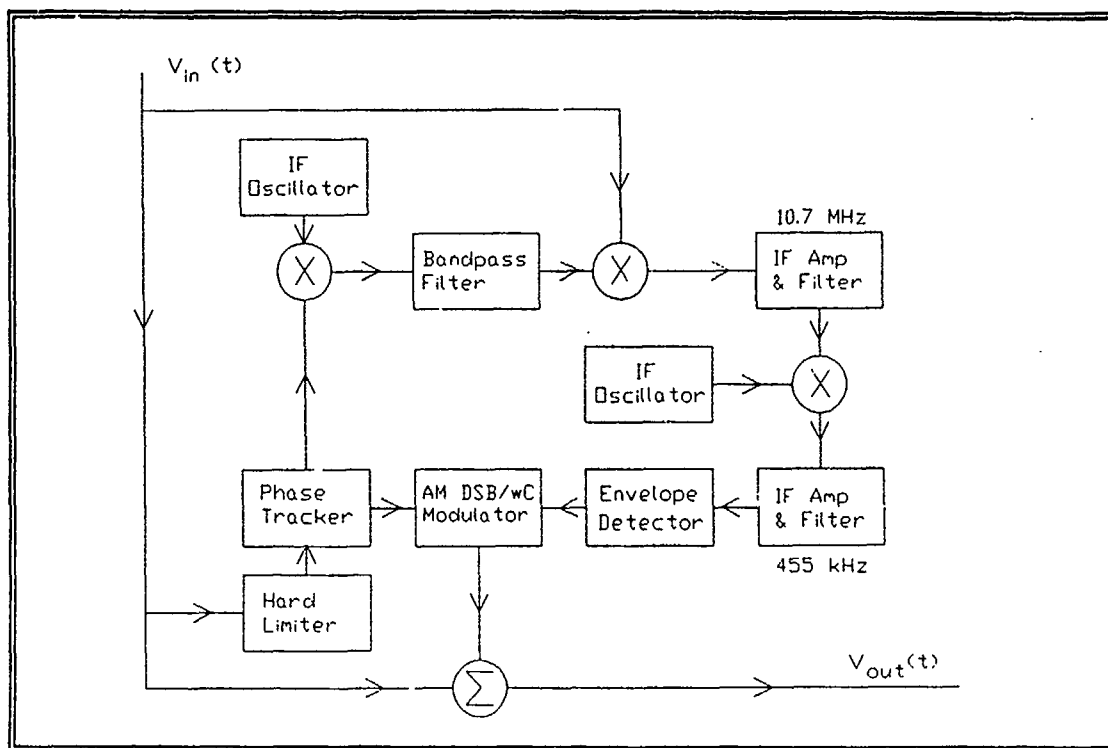 V_in (t)
IF
Oscillator
X
Bandpass
Filter
X
10.7 MHz
IF Amp
& Filter
IF
Oscillator
X
Phase
Tracker
AM DSB/wC
Modulator
Envelope
Detector
IF Amp
& Filter
455 kHz
Hard
Limiter
Σ
V_out(t)